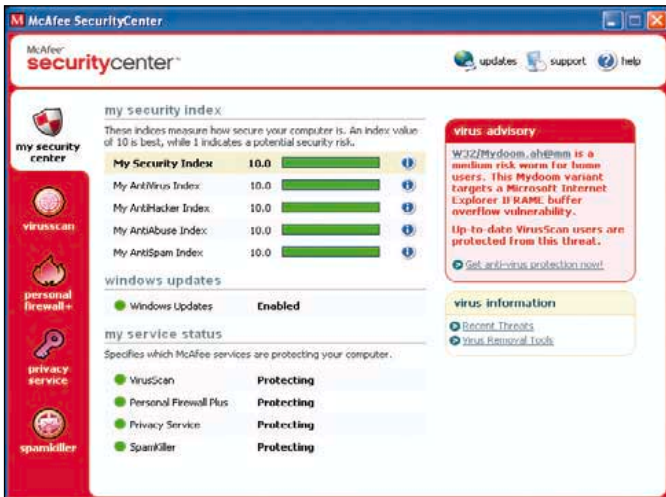 McAfee SecurityCenter
McAfee®
securitycenter™
updates
support
help
my security center
virusscan
personal firewall+
privacy service
spamkiller
my security index
These indices measure how secure your computer is. An index value
of 10 is best, while 1 indicates a potential security risk.
My Security Index 10.0
My AntiVirus Index 10.0
My AntiHacker Index 10.0
My AntiAbuse Index 10.0
My AntiSpam Index 10.0
windows updates
Windows Updates Enabled
my service status
Specifies which McAfee services are protecting your computer.
VirusScan Protecting
Personal Firewall Plus Protecting
Privacy Service Protecting
SpamKiller Protecting
virus advisory
W32/Mydoom.ah@mm is a
medium risk worm for home
users. This Mydoom variant
targets a Microsoft Internet
Explorer IFRAME buffer
overflow vulnerability.
Up-to-date VirusScan users are
protected from this threat.
Get anti-virus protection now!
virus information
Recent Threats
Virus Removal Tools